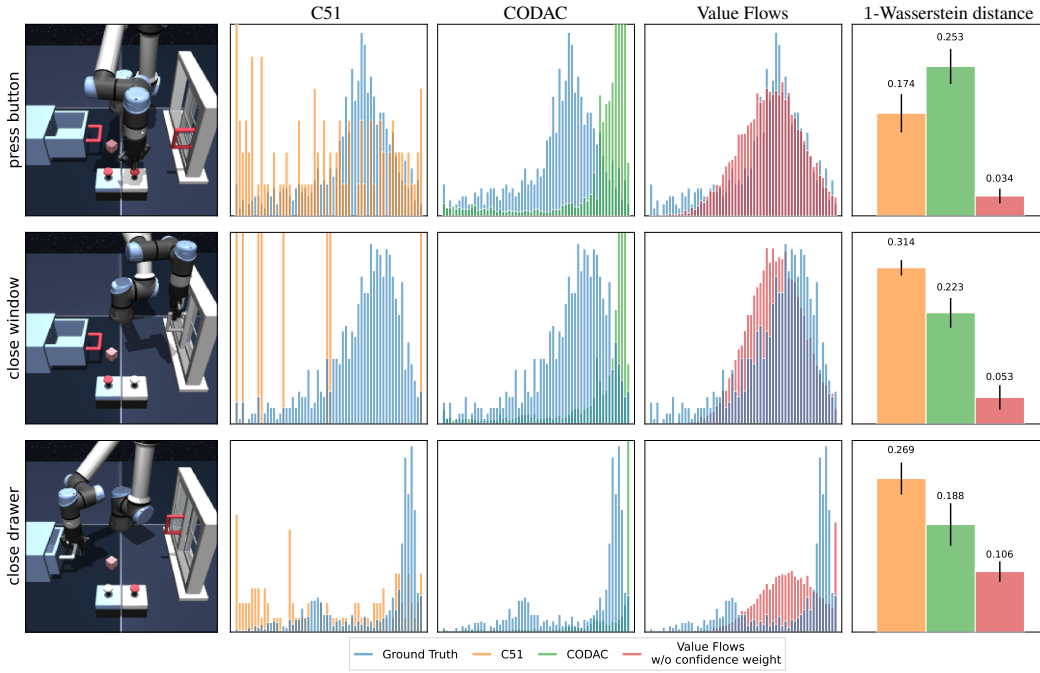 C51
CODAC
Value Flows
1-Wasserstein distance
press button
0.174
0.253
0.034
close window
0.314
0.223
0.053
close drawer
0.269
0.188
0.106
Ground Truth
C51
CODAC
Value Flows
w/o confidence weight